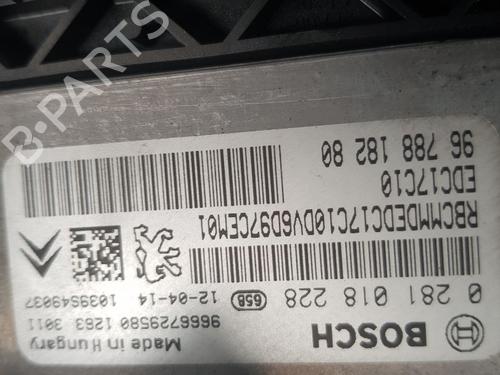 BOSCH
Made in Hungary
0 281 018 228
9666729580 1263 3011
65B
12-04-14 1039S49037
RBCMMDEDC17C10DV6D97CEM01
EDC17C10
96 788 182 80
B-PARTS